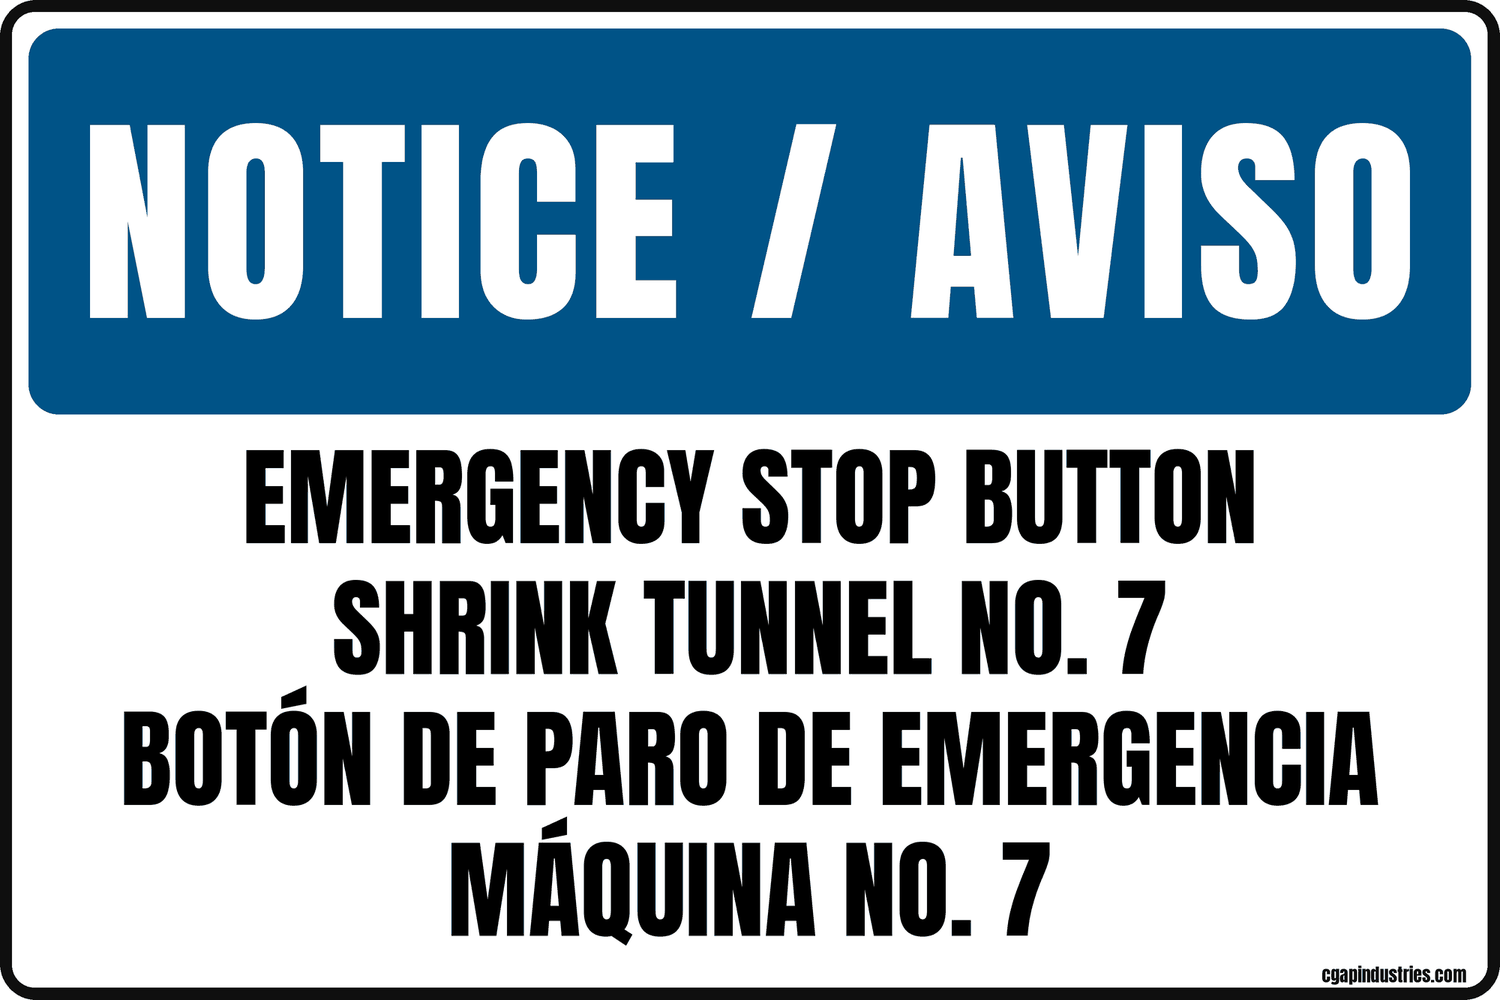 NOTICE / AVISO
EMERGENCY STOP BUTTON
SHRINK TUNNEL NO. 7
BOTÓN DE PARO DE EMERGENCIA
MÁQUINA NO. 7
cgapindustries.com